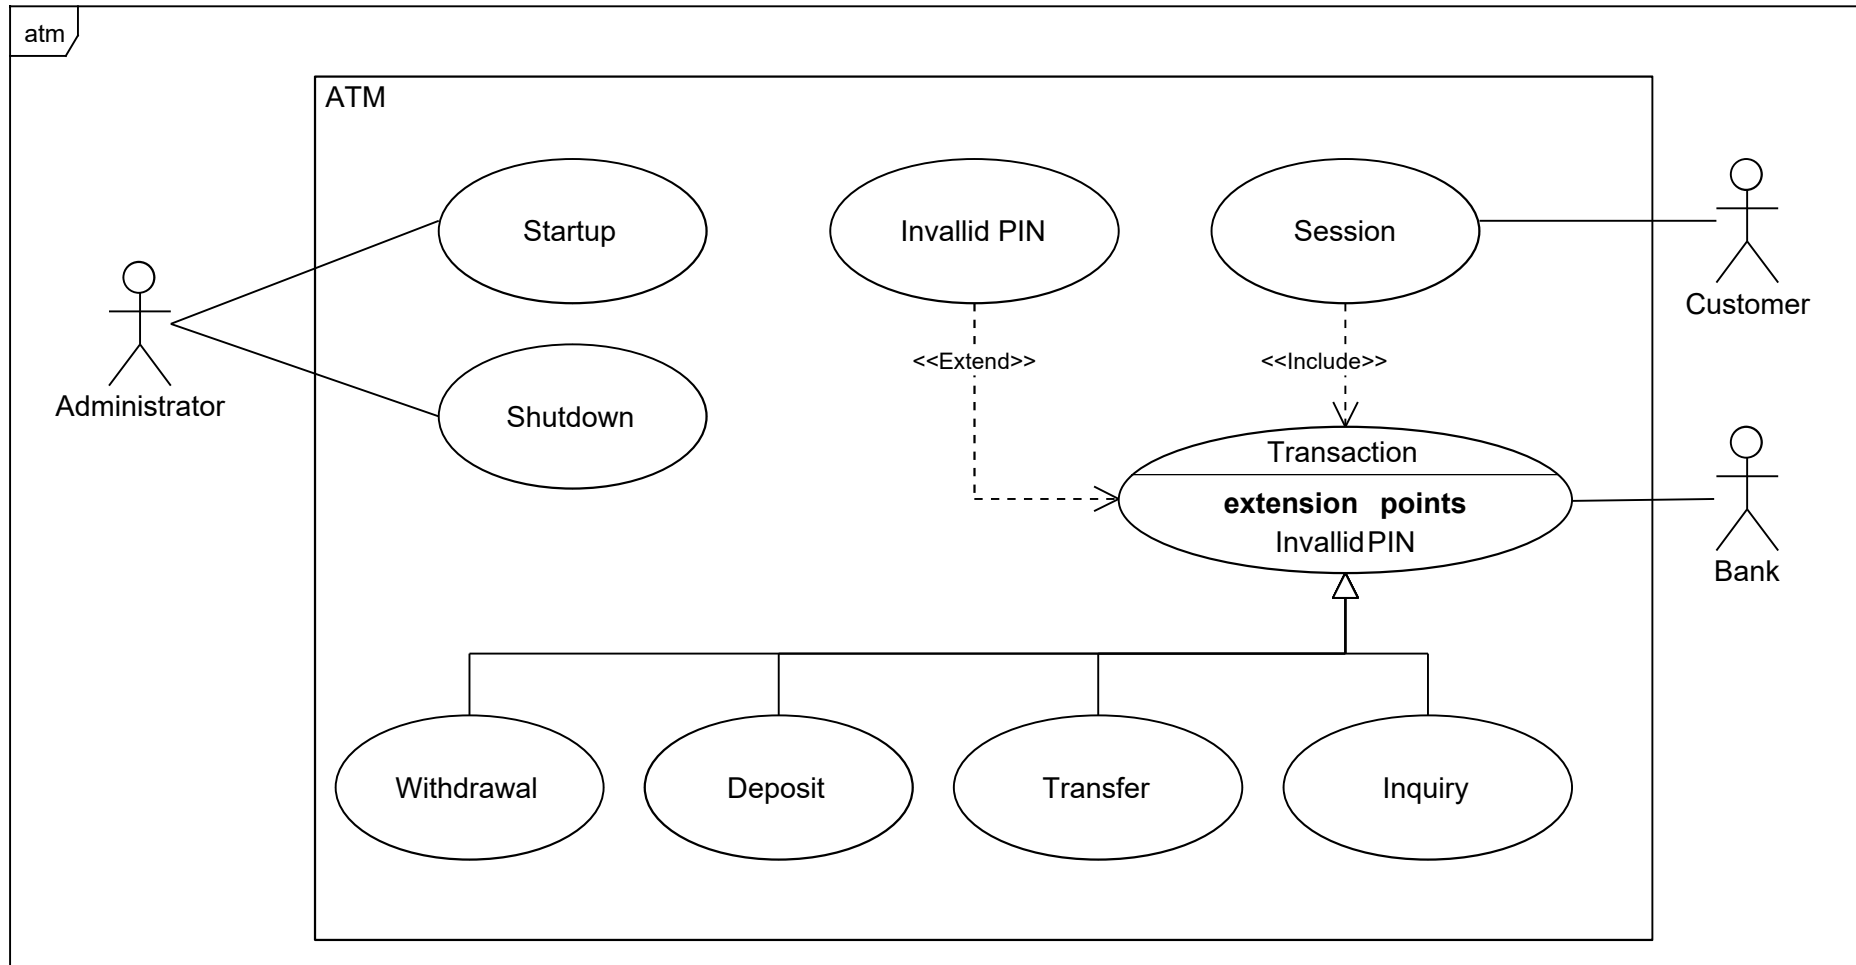 atm
ATM
Startup
Invallid PIN
Session
Customer
<<Extend>>
<<Include>>
Administrator
Shutdown
Transaction
extension points
Invallid PIN
Bank
Withdrawal
Deposit
Transfer
Inquiry